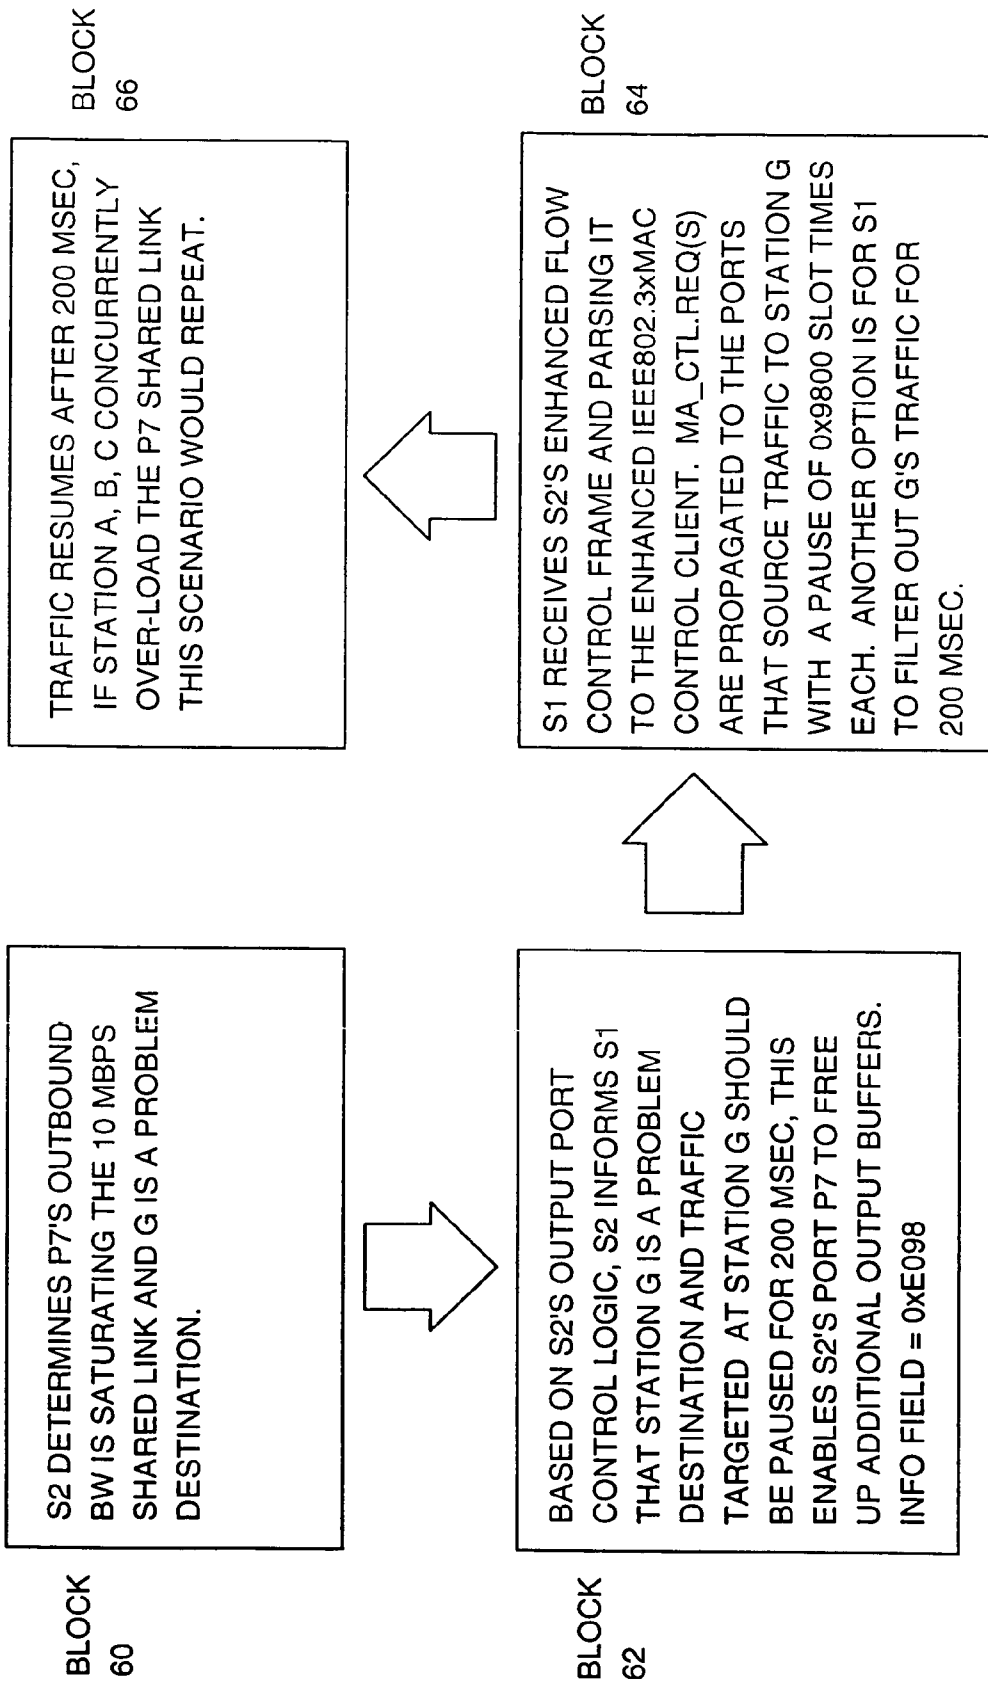 BLOCK
60
S2 DETERMINES P7'S OUTBOUND
BW IS SATURATING THE 10 MBPS
SHARED LINK AND G IS A PROBLEM
DESTINATION.
BLOCK
62
BASED ON S2'S OUTPUT PORT
CONTROL LOGIC, S2 INFORMS S1
THAT STATION G IS A PROBLEM
DESTINATION AND TRAFFIC
TARGETED AT STATION G SHOULD
BE PAUSED FOR 200 MSEC, THIS
ENABLES S2'S PORT P7 TO FREE
UP ADDITIONAL OUTPUT BUFFERS.
INFO FIELD = 0xE098
BLOCK
64
S1 RECEIVES S2'S ENHANCED FLOW
CONTROL FRAME AND PARSING IT
TO THE ENHANCED IEEE802.3xMAC
CONTROL CLIENT. MA_CTL.REQ(S)
ARE PROPAGATED TO THE PORTS
THAT SOURCE TRAFFIC TO STATION G
WITH A PAUSE OF 0x9800 SLOT TIMES
EACH. ANOTHER OPTION IS FOR S1
TO FILTER OUT G'S TRAFFIC FOR
200 MSEC.
BLOCK
66
TRAFFIC RESUMES AFTER 200 MSEC,
IF STATION A, B, C CONCURRENTLY
OVER-LOAD THE P7 SHARED LINK
THIS SCENARIO WOULD REPEAT.